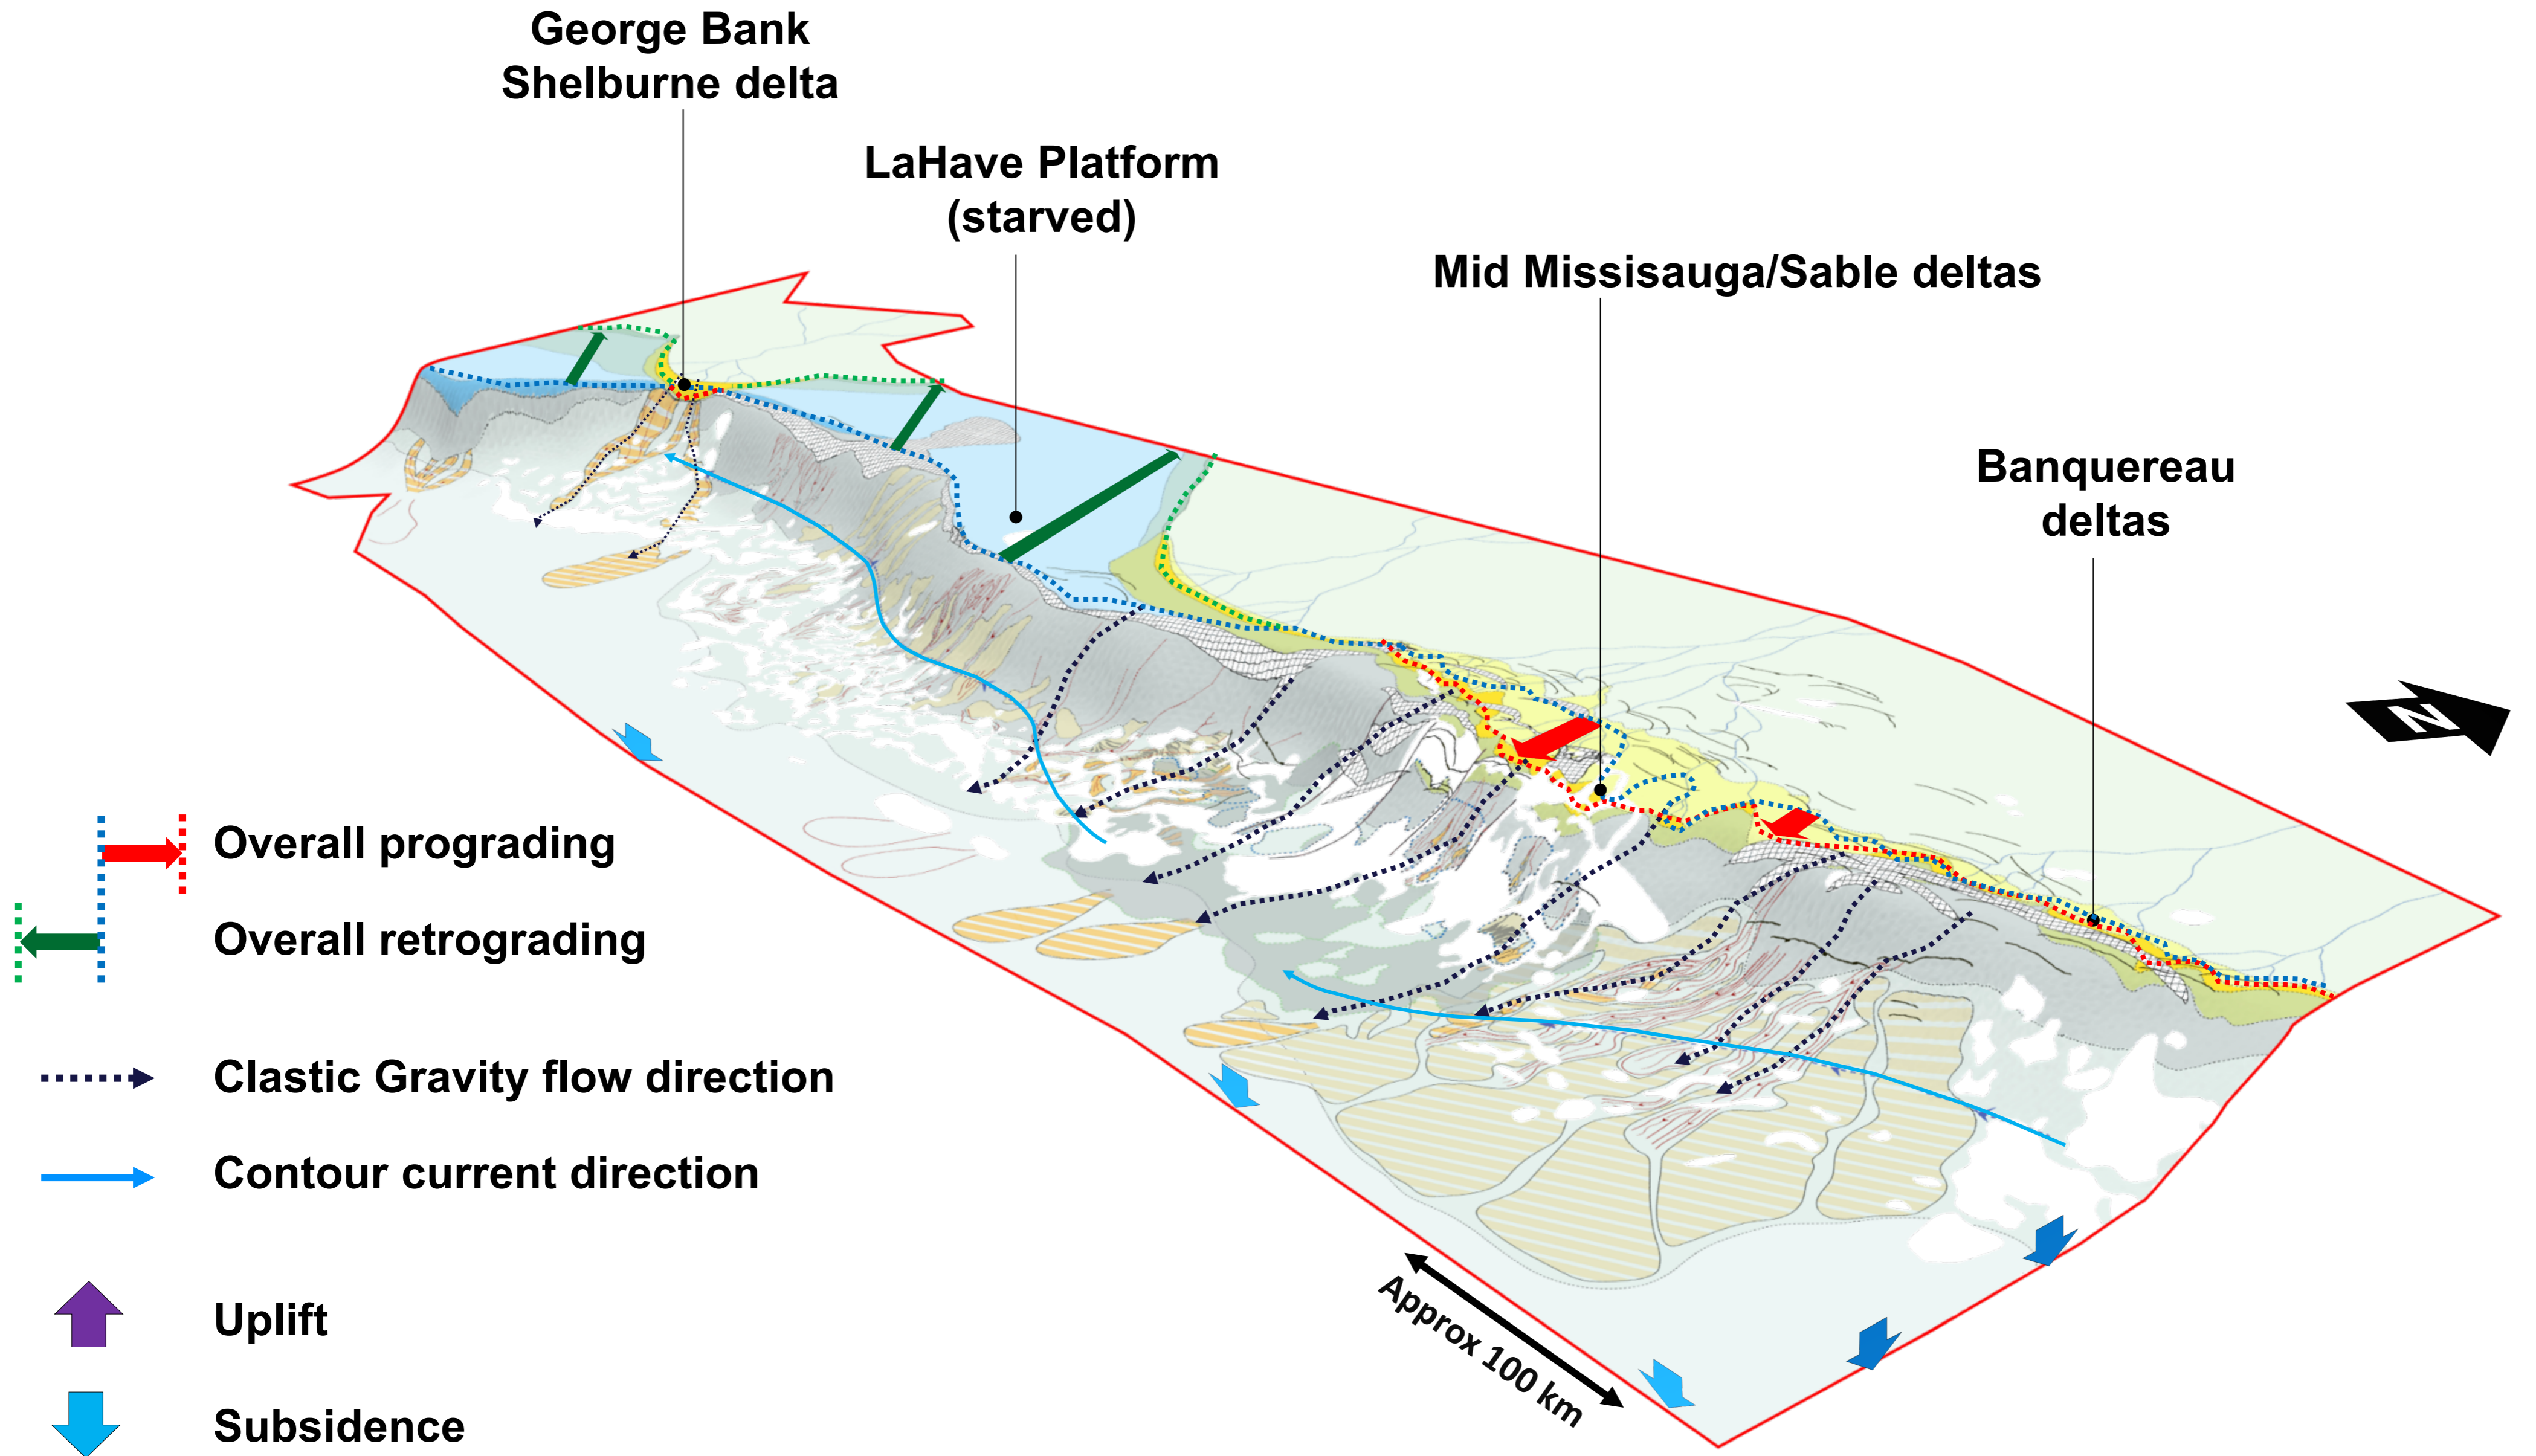 George Bank
Shelburne delta
LaHave Platform
(starved)
Mid Missisauga/Sable deltas
Banquereau
deltas
N
Overall prograding
Overall retrograding
Clastic Gravity flow direction
Contour current direction
Uplift
Subsidence
Approx 100 km